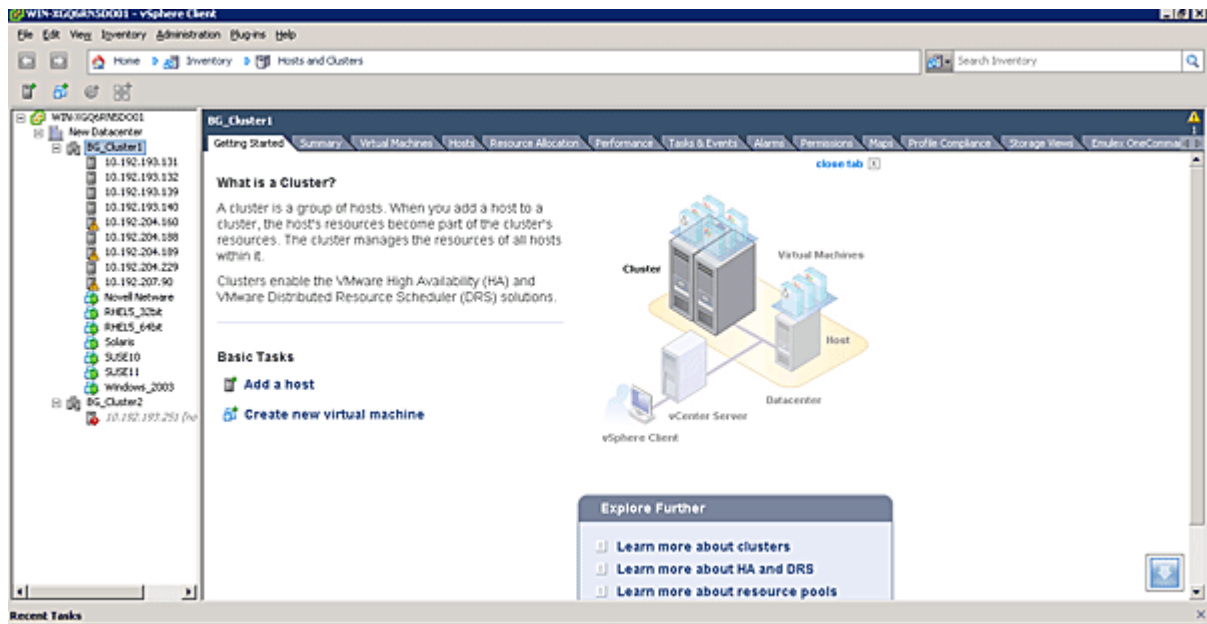 WIN-XGQ6RN5DO01 - vSphere Client
File Edit View Inventory Administration Plug-ins Help
Home Inventory Hosts and Clusters Search Inventory
WIN-XGQ6RN5DO01
New Datacenter
BG_Cluster1
10.192.193.131
10.192.193.132
10.192.193.139
10.192.193.140
10.192.204.160
10.192.204.188
10.192.204.189
10.192.204.229
10.192.207.90
Novell Netware
RHEL5_32bit
RHEL5_64bit
Solaris
SUSE10
SUSE11
Windows_2003
BG_Cluster2
10.192.193.251 (no
BG_Cluster1
1
Getting Started Summary Virtual Machines Hosts Resource Allocation Performance Tasks & Events Alarms Permissions Maps Profile Compliance Storage Views Emulex OneComma
close tab
What is a Cluster?
A cluster is a group of hosts. When you add a host to a
cluster, the host's resources become part of the cluster's
resources. The cluster manages the resources of all hosts
within it.
Clusters enable the VMware High Availability (HA) and
VMware Distributed Resource Scheduler (DRS) solutions.
Basic Tasks
Add a host
Create new virtual machine
Cluster
Virtual Machines
Host
Datacenter
vCenter Server
vSphere Client
Explore Further
Learn more about clusters
Learn more about HA and DRS
Learn more about resource pools
Recent Tasks